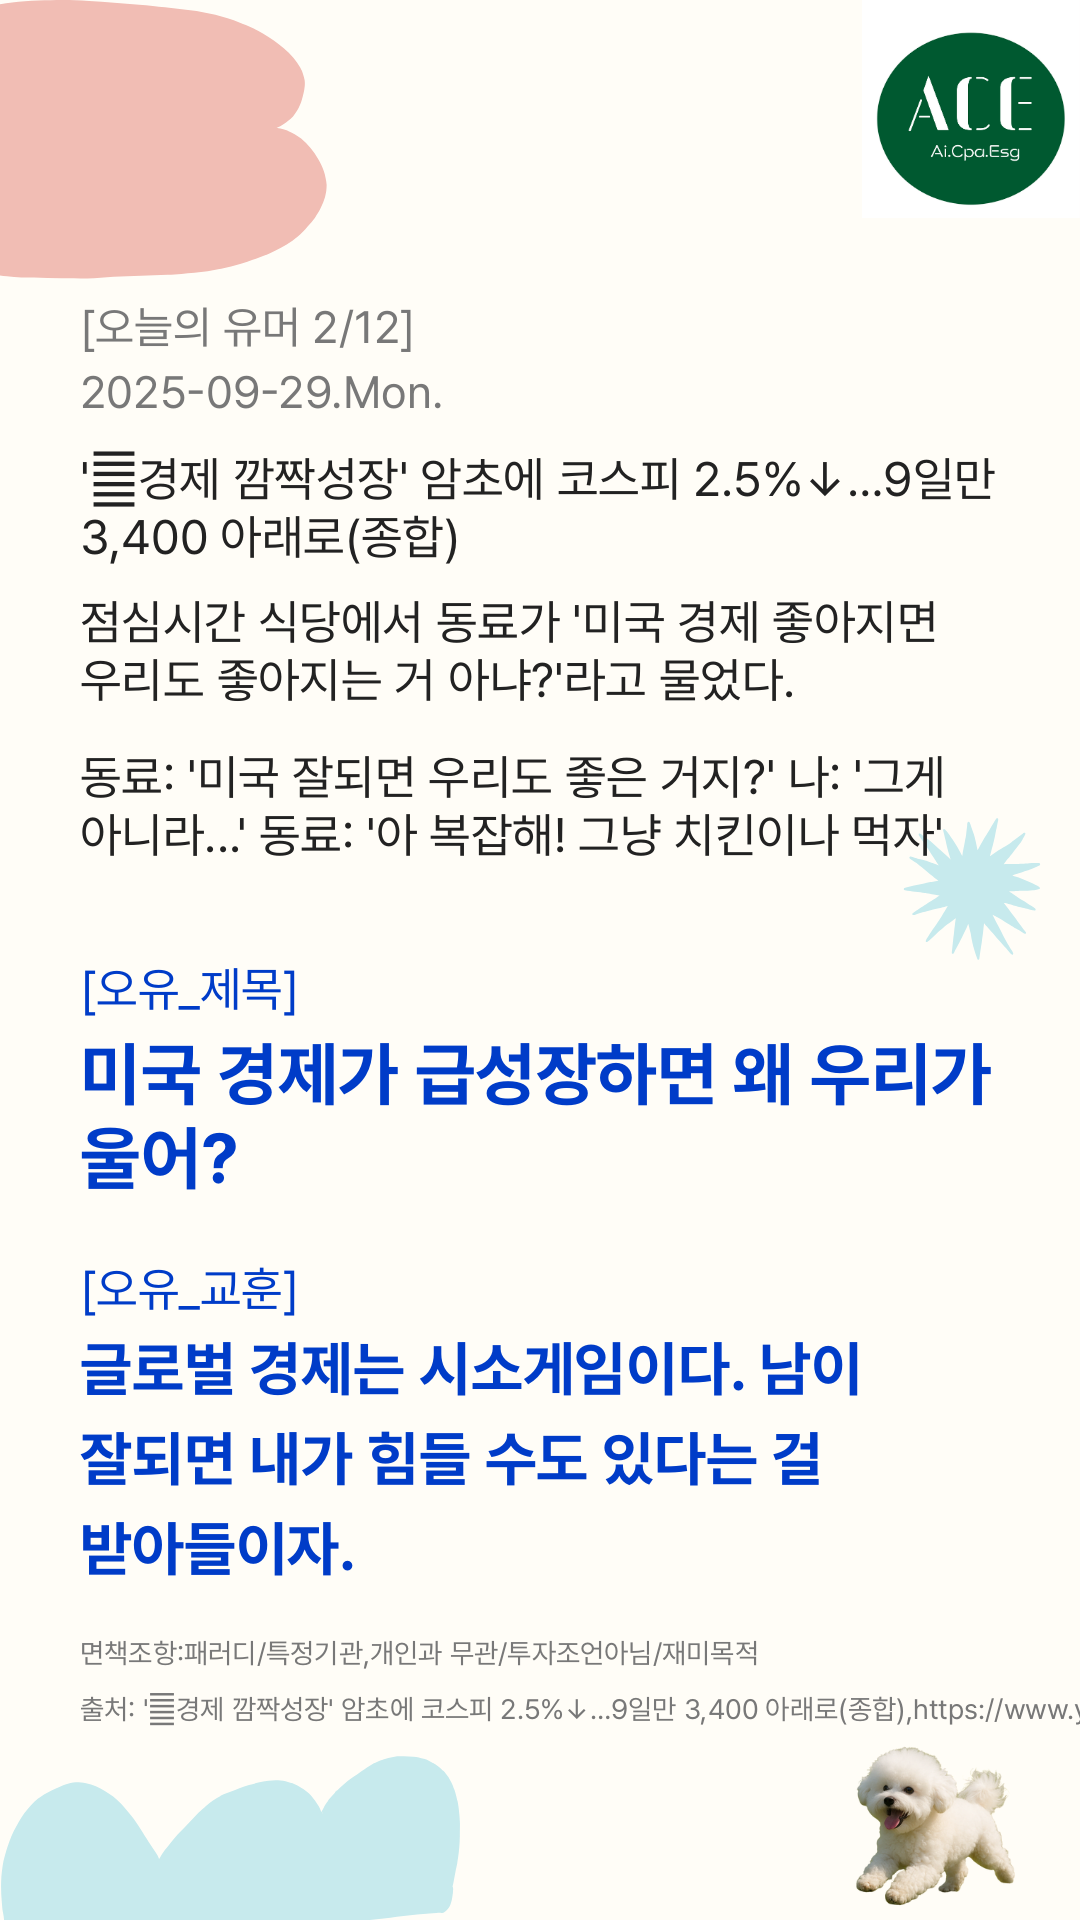 ACE
Ai.Cpa.Esg
[오늘의 유머 2/12]
2025-09-29.Mon.
'경제 깜짝성장' 암초에 코스피 2.5%↓...9일만
3,400 아래로(종합)
점심시간 식당에서 동료가 '미국 경제 좋아지면
우리도 좋아지는 거 아냐?'라고 물었다.
동료: '미국 잘되면 우리도 좋은 거지?' 나: '그게
아니라...' 동료: '아 복잡해! 그냥 치킨이나 먹자'
[오유_제목]
미국 경제가 급성장하면 왜 우리가
울어?
[오유_교훈]
글로벌 경제는 시소게임이다. 남이
잘되면 내가 힘들 수도 있다는 걸
받아들이자.
면책조항:패러디/특정기관,개인과 무관/투자조언아님/재미목적
출처: '경제 깜짝성장' 암초에 코스피 2.5%↓...9일만 3,400 아래로(종합),https://www.y